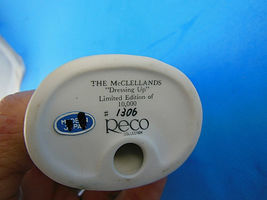 THE McCLELLANDS
"Dressing Up"
Limited Edition of
10,000
# 1306
Reco
MADE IN
JAPAN